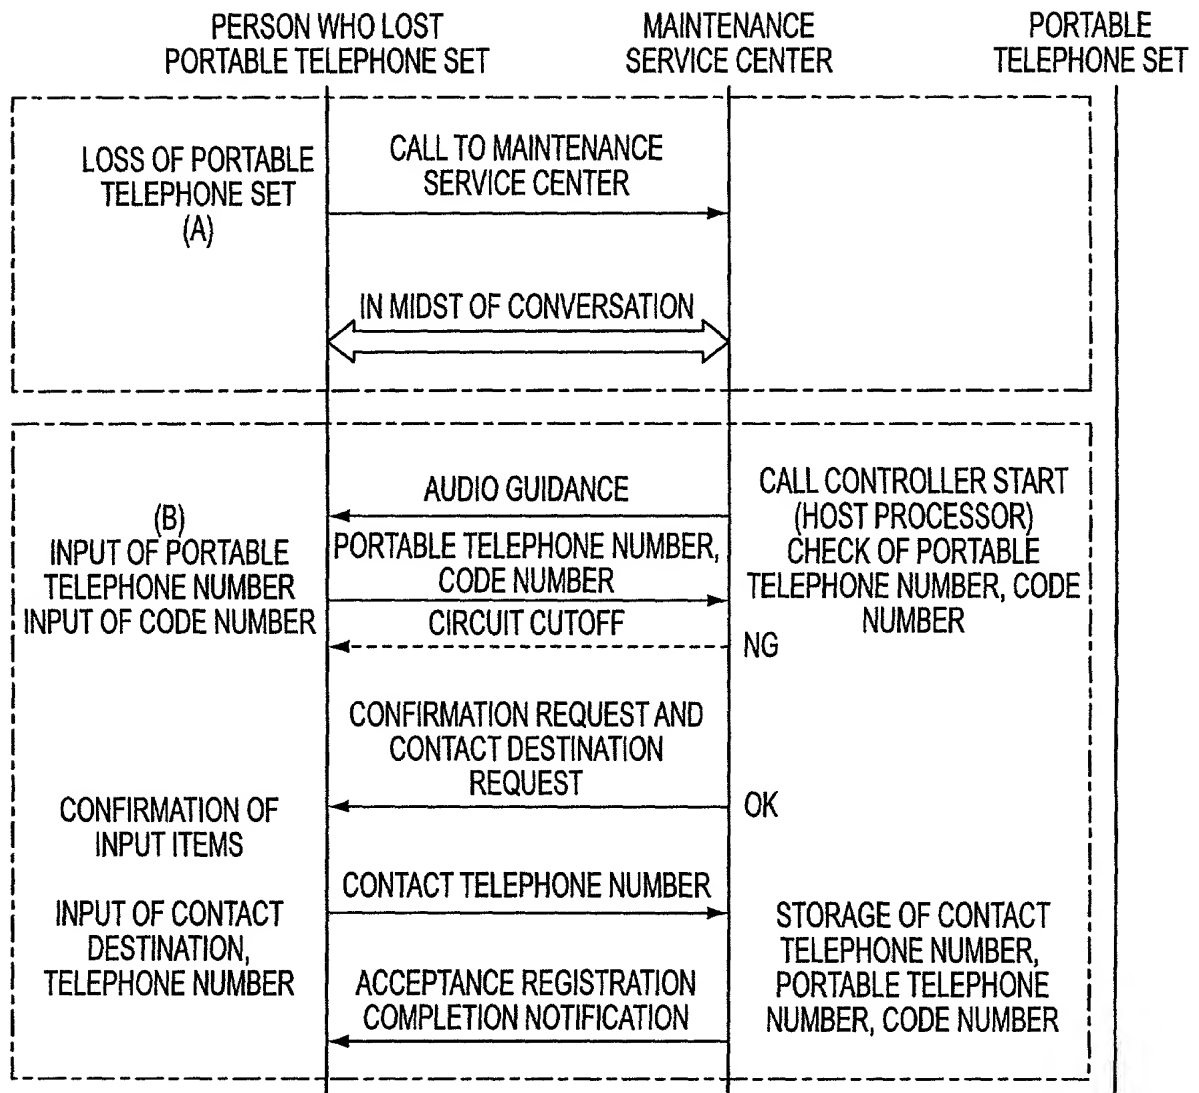 PERSON WHO LOST
PORTABLE TELEPHONE SET
MAINTENANCE
SERVICE CENTER
PORTABLE
TELEPHONE SET
LOSS OF PORTABLE
TELEPHONE SET
(A)
CALL TO MAINTENANCE
SERVICE CENTER
IN MIDST OF CONVERSATION
AUDIO GUIDANCE
CALL CONTROLLER START
(HOST PROCESSOR)
CHECK OF PORTABLE
TELEPHONE NUMBER, CODE
NUMBER
(B)
INPUT OF PORTABLE
TELEPHONE NUMBER
INPUT OF CODE NUMBER
PORTABLE TELEPHONE NUMBER,
CODE NUMBER
CIRCUIT CUTOFF
NG
CONFIRMATION REQUEST AND
CONTACT DESTINATION
REQUEST
OK
CONFIRMATION OF
INPUT ITEMS
CONTACT TELEPHONE NUMBER
INPUT OF CONTACT
DESTINATION,
TELEPHONE NUMBER
STORAGE OF CONTACT
TELEPHONE NUMBER,
PORTABLE TELEPHONE
NUMBER, CODE NUMBER
ACCEPTANCE REGISTRATION
COMPLETION NOTIFICATION